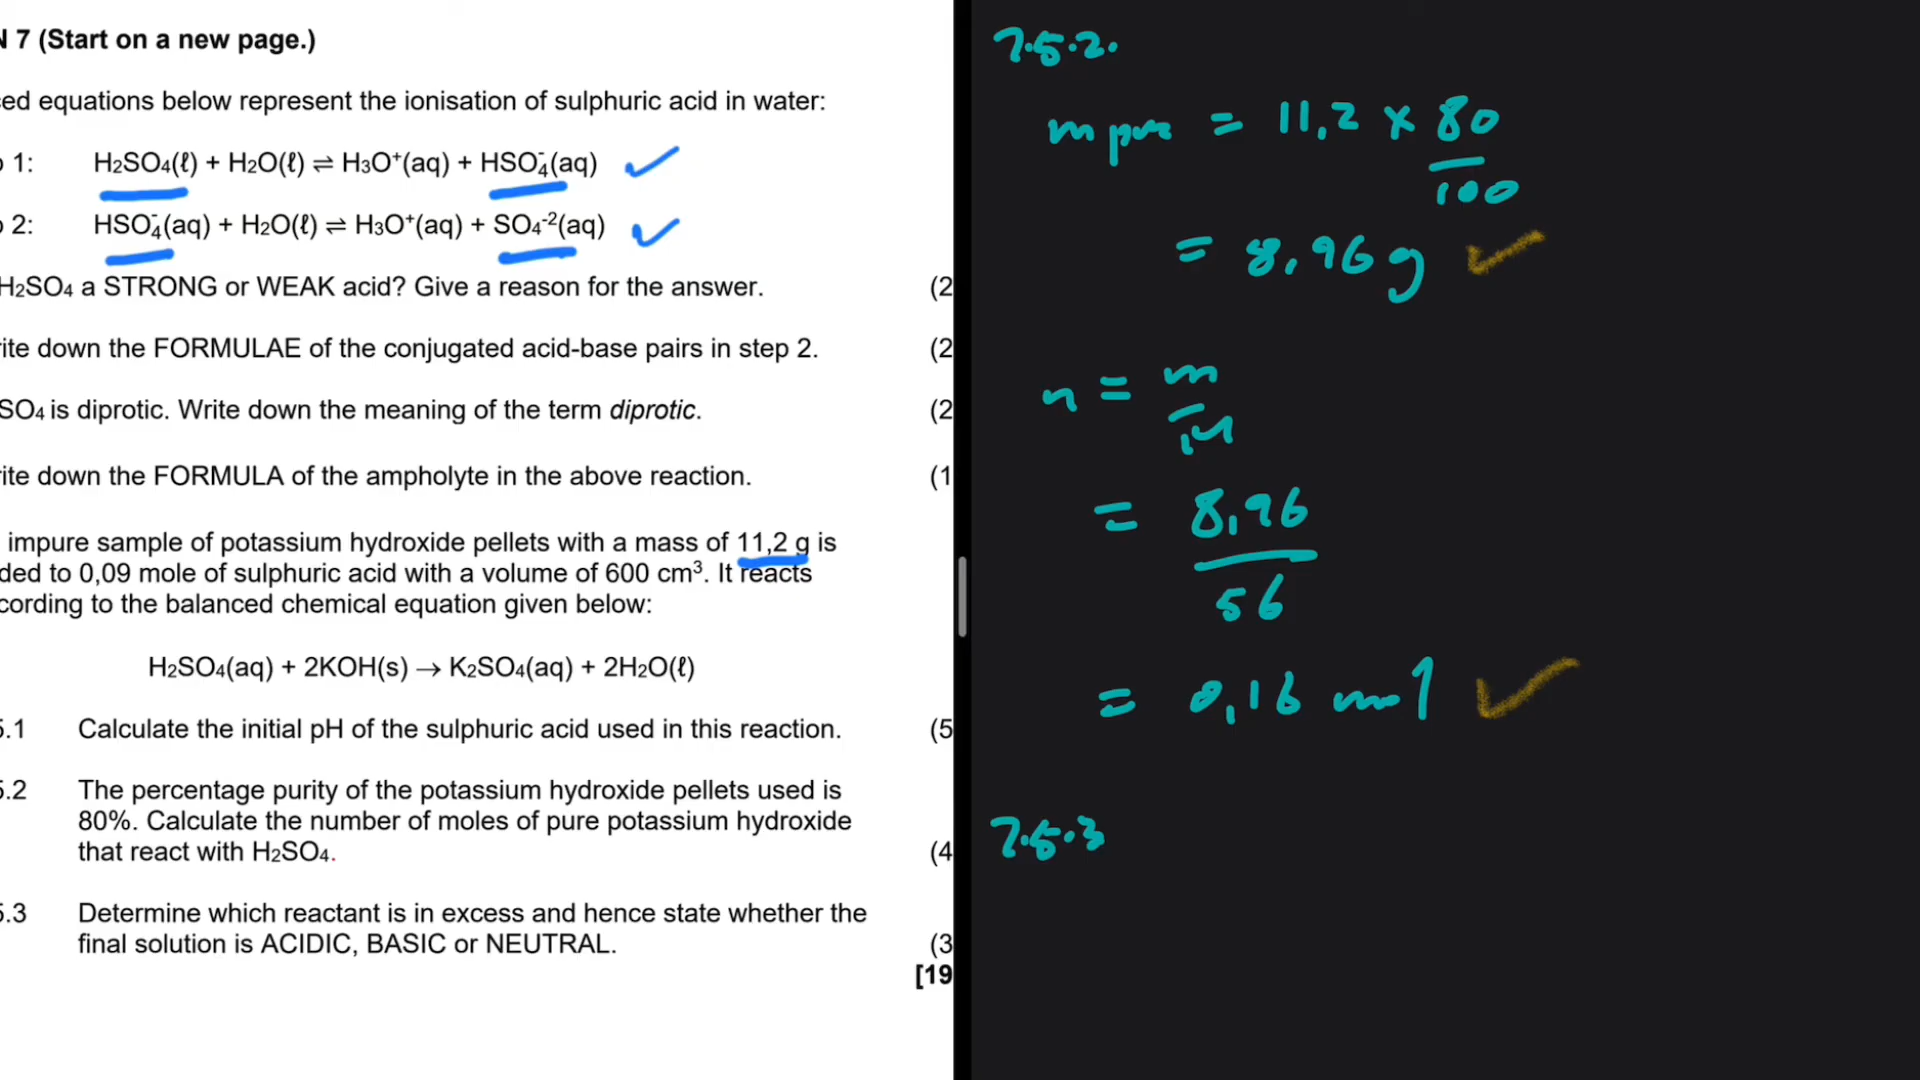 N 7 (Start on a new page.)
ed equations below represent the ionisation of sulphuric acid in water:
1: H₂SO₄(ℓ) + H₂O(ℓ) ⇌ H₃O⁺(aq) + HSO₄⁻(aq)
2: HSO₄⁻(aq) + H₂O(ℓ) ⇌ H₃O⁺(aq) + SO₄⁻²(aq)
H₂SO₄ a STRONG or WEAK acid? Give a reason for the answer. (2
ite down the FORMULAE of the conjugated acid-base pairs in step 2. (2
SO₄ is diprotic. Write down the meaning of the term diprotic. (2
ite down the FORMULA of the ampholyte in the above reaction. (1
impure sample of potassium hydroxide pellets with a mass of 11,2 g is
ded to 0,09 mole of sulphuric acid with a volume of 600 cm³. It reacts
cording to the balanced chemical equation given below:
H₂SO₄(aq) + 2KOH(s) → K₂SO₄(aq) + 2H₂O(ℓ)
5.1 Calculate the initial pH of the sulphuric acid used in this reaction. (5
5.2 The percentage purity of the potassium hydroxide pellets used is
80%. Calculate the number of moles of pure potassium hydroxide
that react with H₂SO₄. (4
5.3 Determine which reactant is in excess and hence state whether the
final solution is ACIDIC, BASIC or NEUTRAL. (3
[19
7.5.2.
m pure = 11,2 × 80
100
= 8,96 g ✓
n = m
M
= 8,96
56
= 0,16 mol ✓
7.5.3